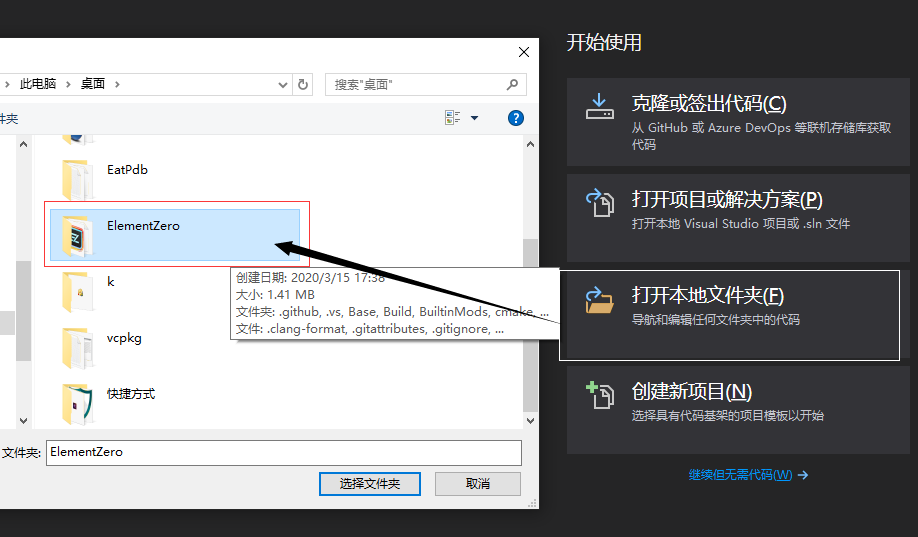 此电脑 > 桌面 >
搜索"桌面"
件夹
EatPdb
ElementZero
k
vcpkg
快捷方式
创建日期: 2020/3/15 17:38
大小: 1.41 MB
文件夹: .github, .vs, Base, Build, BuiltinMods, cmake, ...
文件: .clang-format, .gitattributes, .gitignore, ...
文件夹: ElementZero
选择文件夹
取消
开始使用
克隆或签出代码(C)
从 GitHub 或 Azure DevOps 等联机存储库获取
代码
打开项目或解决方案(P)
打开本地 Visual Studio 项目或 .sln 文件
打开本地文件夹(F)
导航和编辑任何文件夹中的代码
创建新项目(N)
选择具有代码基架的项目模板以开始
继续但无需代码(W) →